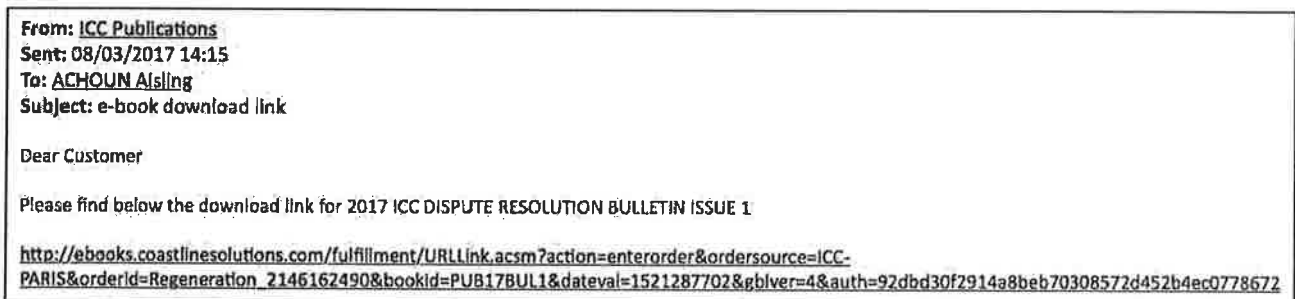 From: ICC Publications
Sent: 08/03/2017 14:15
To: ACHOUN Aisling
Subject: e-book download link
Dear Customer
Please find below the download link for 2017 ICC DISPUTE RESOLUTION BULLETIN ISSUE 1
http://ebooks.coastlinesolutions.com/fulfillment/URLLink.acsm?action=enterorder&ordersource=ICC-
PARIS&orderid=Regeneration_2146162490&bookid=PUB17BUL1&dateval=1521287702&gblver=4&auth=92dbd30f2914a8beb70308572d452b4ec0778672